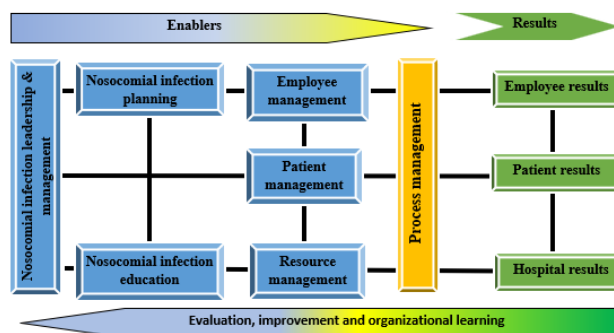 Enablers
Results
Nosocomial infection leadership &
management
Nosocomial infection
planning
Employee
management
Process management
Employee results
Patient
management
Patient results
Nosocomial infection
education
Resource
management
Hospital results
Evaluation, improvement and organizational learning